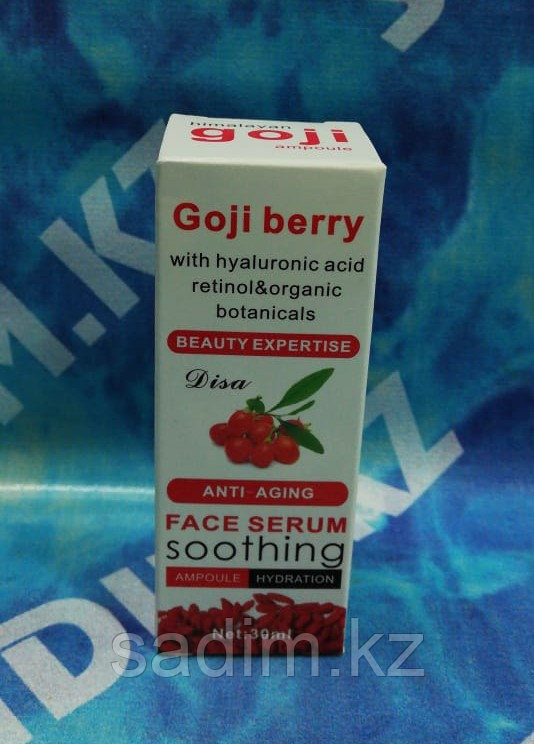 himalayan
goji
ampoule
Goji berry
with hyaluronic acid
retinol&organic
botanicals
BEAUTY EXPERTISE
Disa
ANTI-AGING
FACE SERUM
soothing
AMPOULE HYDRATION
Net:30ml
sadim.kz